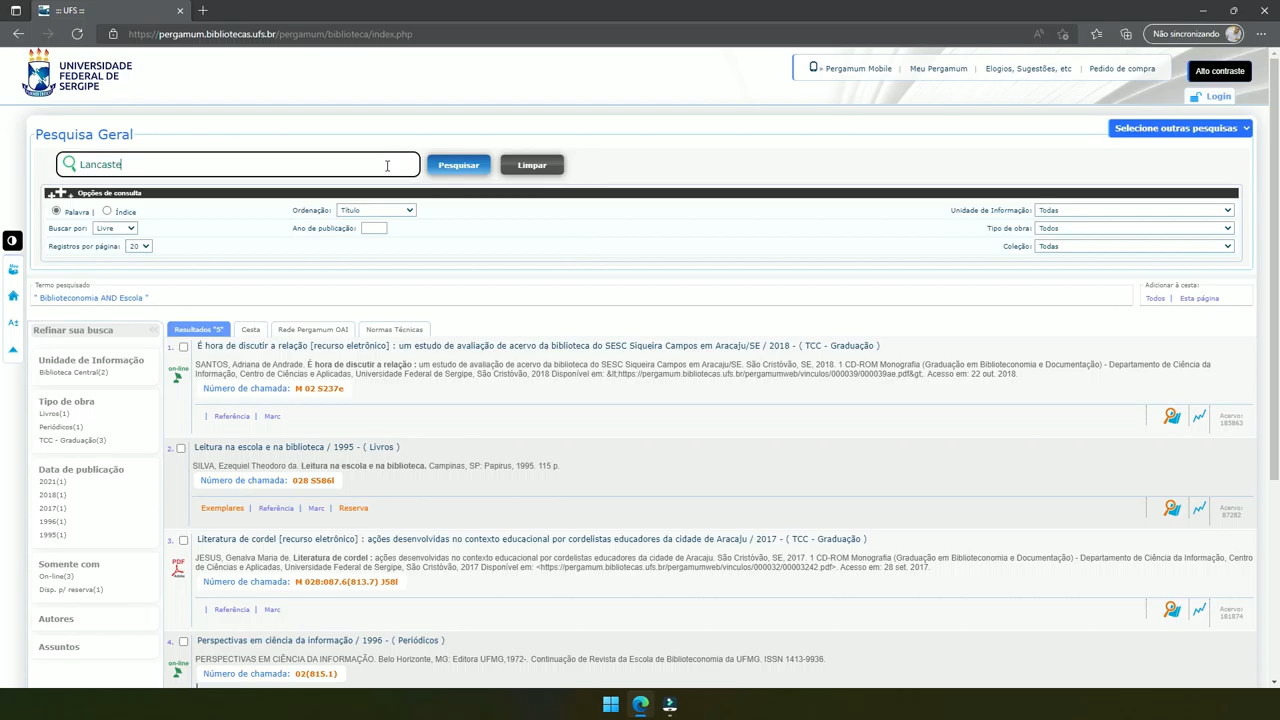 ::: UFS ::
https://pergamum.bibliotecas.ufs.br/pergamum/biblioteca/index.php
Não sincronizando
UNIVERSIDADE
FEDERAL DE
SERGIPE
» Pergamum Mobile | Meu Pergamum | Elogios, Sugestões, etc | Pedido de compra
Alto contraste
Login
Pesquisa Geral
Selecione outras pesquisas
Lancaste
Pesquisar
Limpar
Opções de consulta
Palavra | Índice
Ordenação: Título
Unidade de Informação: Todas
Buscar por: Livre
Ano de publicação:
Tipo de obra: Todos
Registros por página: 20
Coleção: Todas
Termo pesquisado
" Biblioteconomia AND Escola "
Adicionar à cesta:
Todos | Esta página
Refinar sua busca
Unidade de Informação
Biblioteca Central(2)
Tipo de obra
Livros(1)
Periódicos(1)
TCC - Graduação(3)
Data de publicação
2021(1)
2018(1)
2017(1)
1996(1)
1995(1)
Somente com
On-line(3)
Disp. p/ reserva(1)
Autores
Assuntos
Resultados "5"
Cesta
Rede Pergamum OAI
Normas Técnicas
1. É hora de discutir a relação [recurso eletrônico] : um estudo de avaliação de acervo da biblioteca do SESC Siqueira Campos em Aracaju/SE / 2018 - ( TCC - Graduação )
on-line
SANTOS, Adriana de Andrade. É hora de discutir a relação : um estudo de avaliação de acervo da biblioteca do SESC Siqueira Campos em Aracaju/SE. São Cristóvão, SE, 2018. 1 CD-ROM Monografia (Graduação em Biblioteconomia e Documentação) - Departamento de Ciência da
Informação, Centro de Ciências e Aplicadas, Universidade Federal de Sergipe, São Cristóvão, 2018 Disponível em: &lt;https://pergamum.bibliotecas.ufs.br/pergamumweb/vinculos/000039/000039ae.pdf&gt;. Acesso em: 22 out. 2018.
Número de chamada: M 02 S237e
| Referência | Marc
Acervo:
185863
2. Leitura na escola e na biblioteca / 1995 - ( Livros )
SILVA, Ezequiel Theodoro da. Leitura na escola e na biblioteca. Campinas, SP: Papirus, 1995. 115 p.
Número de chamada: 028 S586l
Exemplares | Referência | Marc | Reserva
Acervo:
87282
3. Literatura de cordel [recurso eletrônico] : ações desenvolvidas no contexto educacional por cordelistas educadores da cidade de Aracaju / 2017 - ( TCC - Graduação )
PDF
JESUS, Genalva Maria de. Literatura de cordel : ações desenvolvidas no contexto educacional por cordelistas educadores da cidade de Aracaju. São Cristóvão, SE, 2017. 1 CD-ROM Monografia (Graduação em Biblioteconomia e Documentação) - Departamento de Ciência da Informação, Centro
de Ciências e Aplicadas, Universidade Federal de Sergipe, São Cristóvão, 2017 Disponível em: <https://pergamum.bibliotecas.ufs.br/pergamumweb/vinculos/000032/00003242.pdf>. Acesso em: 28 set. 2017.
Número de chamada: M 028:087.6(813.7) J58l
| Referência | Marc
Acervo:
181874
4. Perspectivas em ciência da informação / 1996 - ( Periódicos )
on-line
PERSPECTIVAS EM CIÊNCIA DA INFORMAÇÃO. Belo Horizonte, MG: Editora UFMG,1972-. Continuação de Revista da Escola de Biblioteconomia da UFMG. ISSN 1413-9936.
Número de chamada: 02(815.1)